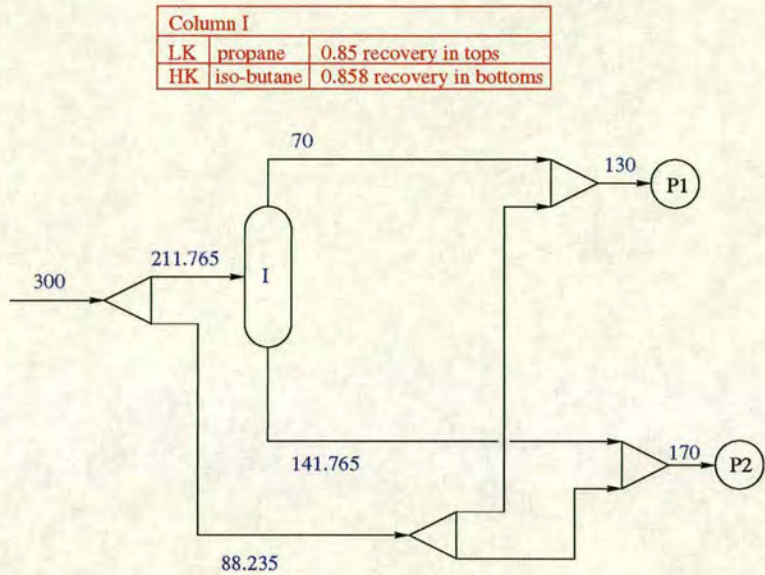 Column I
LK propane 0.85 recovery in tops
HK iso-butane 0.858 recovery in bottoms
70
130
P1
211.765
300
I
141.765
170
P2
88.235